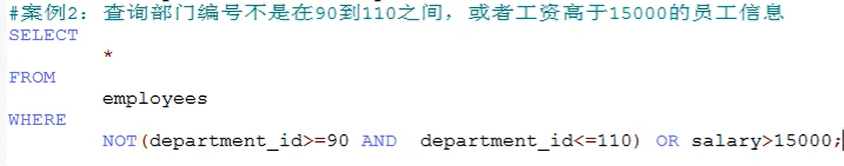 #案例2：查询部门编号不是在90到110之间，或者工资高于15000的员工信息
SELECT
*
FROM
employees
WHERE
NOT(department_id>=90 AND  department_id<=110) OR salary>15000;